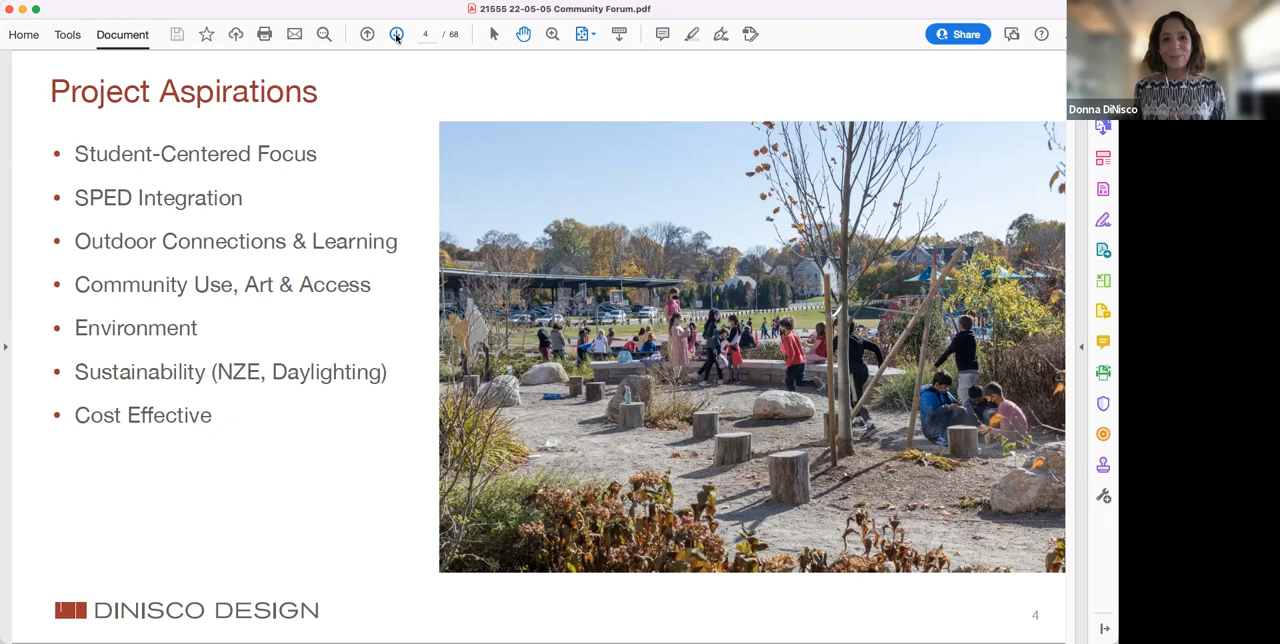 21555 22-05-05 Community Forum.pdf
Home Tools Document 4 / 68 Share
Donna DiNisco
Project Aspirations
• Student-Centered Focus
• SPED Integration
• Outdoor Connections & Learning
• Community Use, Art & Access
• Environment
• Sustainability (NZE, Daylighting)
• Cost Effective
DINISCO DESIGN
4